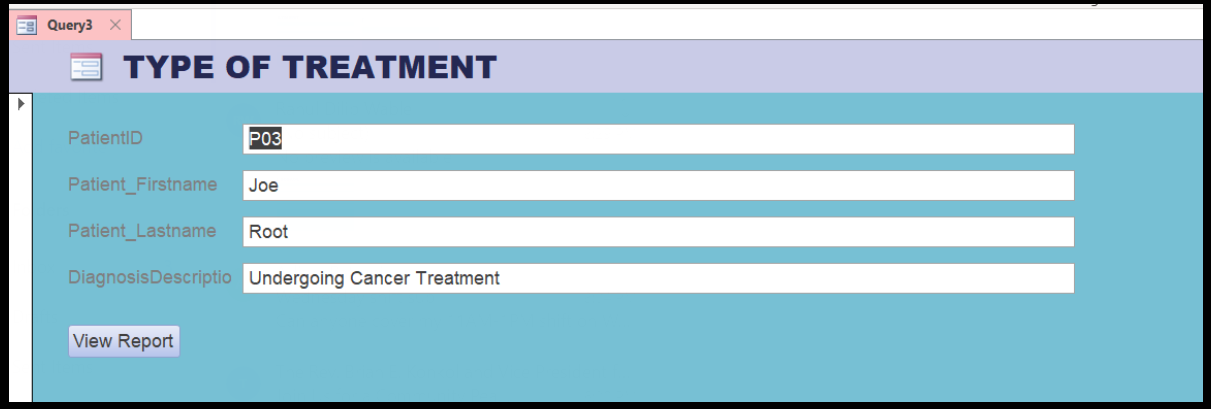 Query3
TYPE OF TREATMENT
PatientID P03
Patient_Firstname Joe
Patient_Lastname Root
DiagnosisDescriptio Undergoing Cancer Treatment
View Report